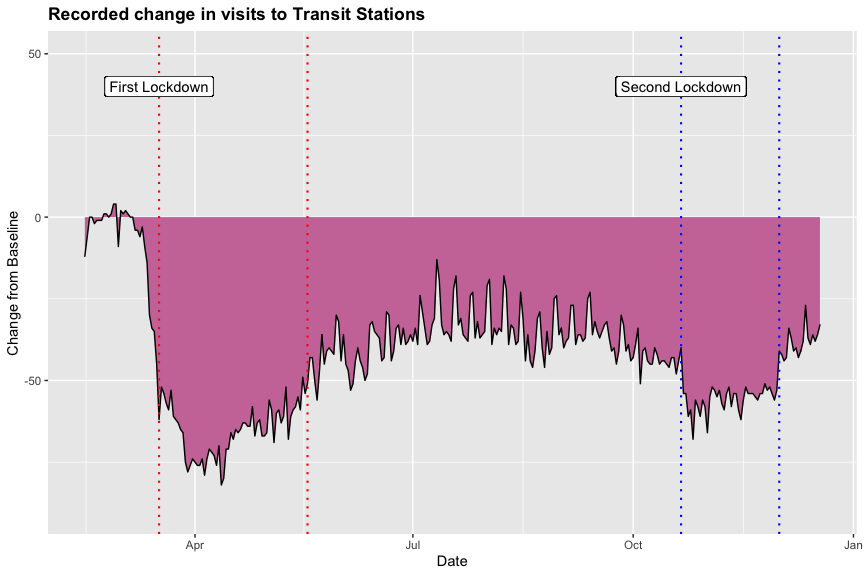 Recorded change in visits to Transit Stations
50
First Lockdown
Second Lockdown
0
-50
Change from Baseline
Apr
Jul
Oct
Jan
Date